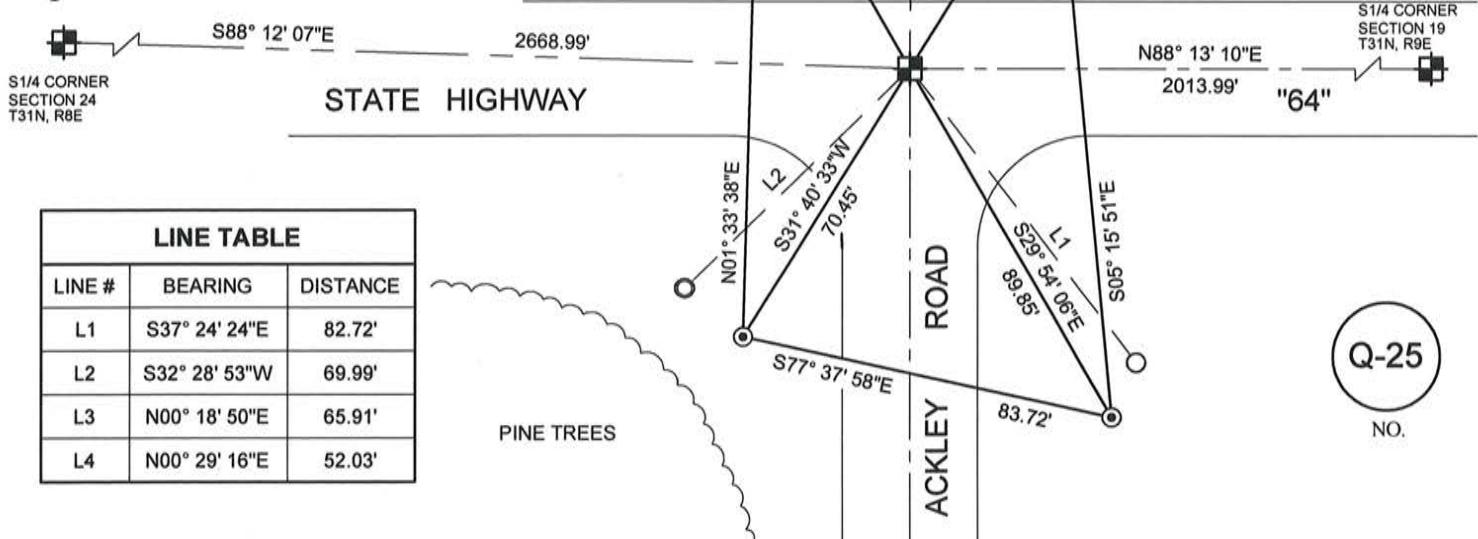 S88° 12' 07"E
2668.99'
S1/4 CORNER
SECTION 24
T31N, R8E
STATE HIGHWAY
N88° 13' 10"E
2013.99'
"64"
S1/4 CORNER
SECTION 19
T31N, R9E
N01° 33' 38"E
L2
S31° 40' 33"W
70.45'
L1
S29° 54' 06"E
89.85'
S05° 15' 51"E
LINE TABLE
LINE # BEARING DISTANCE
L1 S37° 24' 24"E 82.72'
L2 S32° 28' 53"W 69.99'
L3 N00° 18' 50"E 65.91'
L4 N00° 29' 16"E 52.03'
S77° 37' 58"E
83.72'
ACKLEY ROAD
PINE TREES
Q-25
NO.